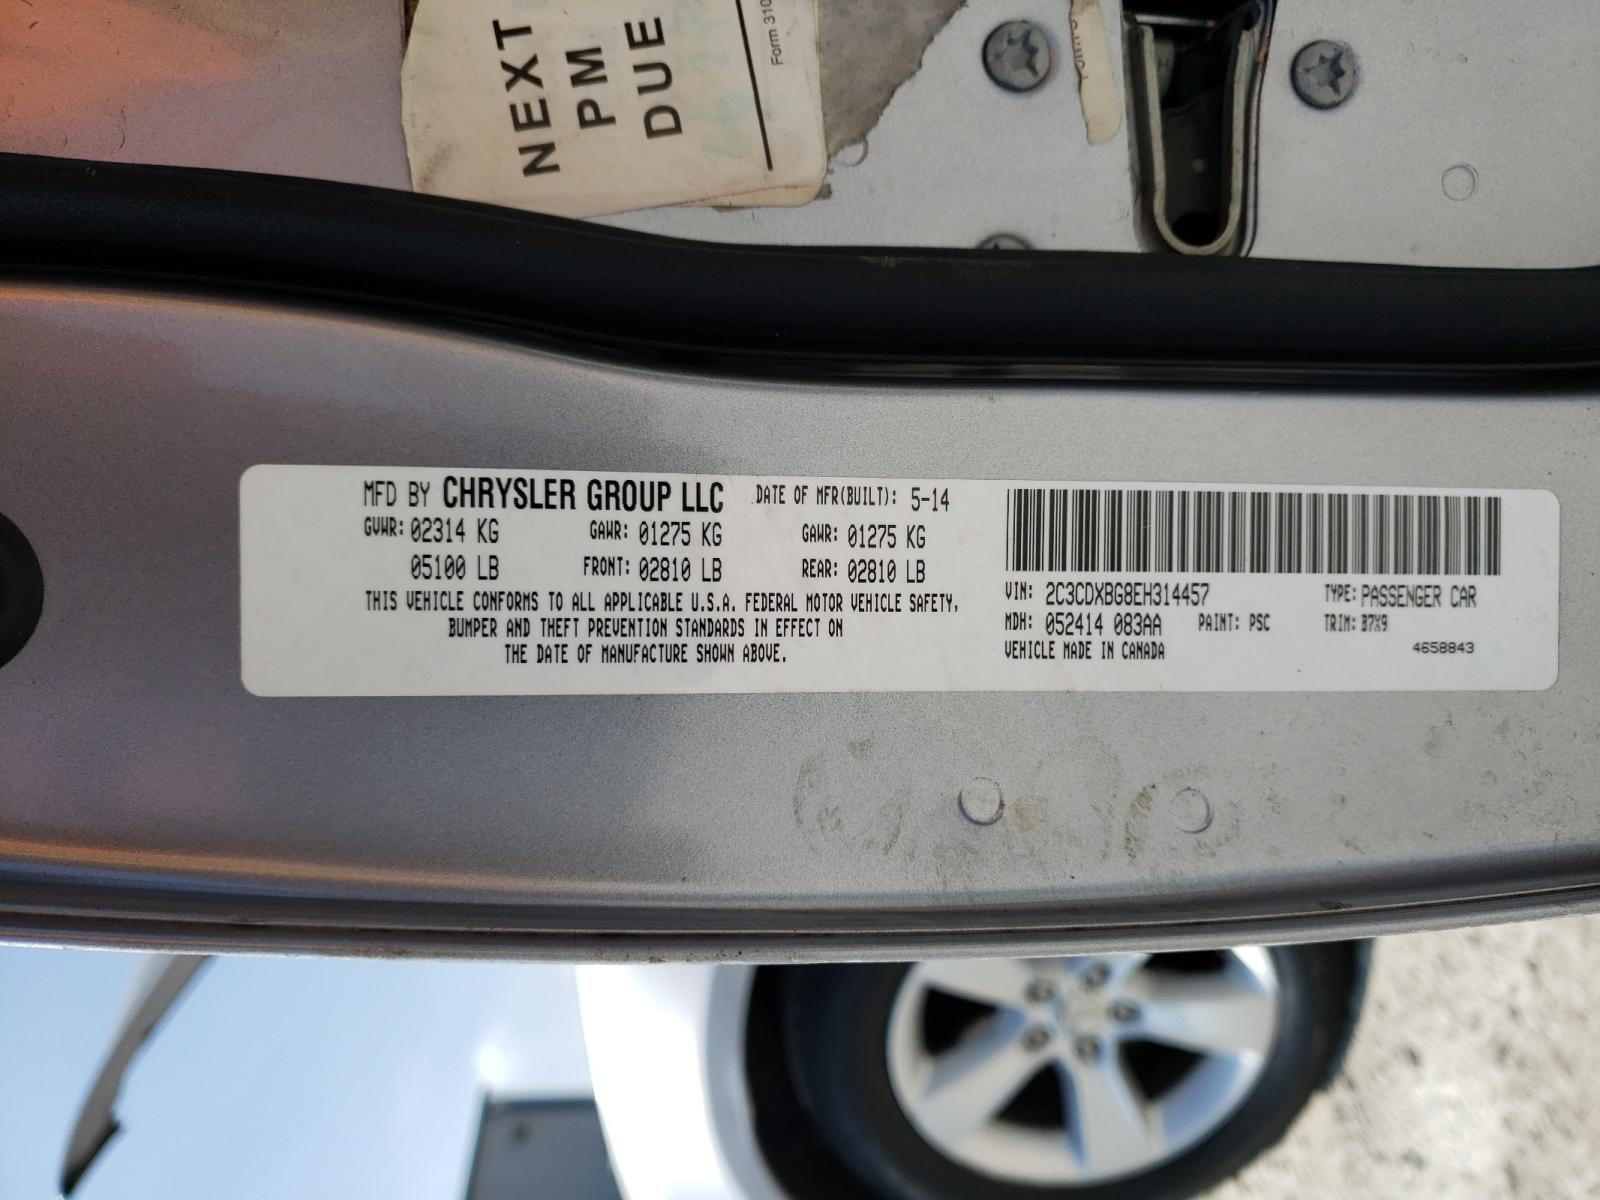 NEXT
PM
DUE
Form 310
MFD BY CHRYSLER GROUP LLC DATE OF MFR(BUILT): 5-14
GVWR: 02314 KG GAWR: 01275 KG GAWR: 01275 KG
05100 LB FRONT: 02810 LB REAR: 02810 LB
THIS VEHICLE CONFORMS TO ALL APPLICABLE U.S.A. FEDERAL MOTOR VEHICLE SAFETY,
BUMPER AND THEFT PREVENTION STANDARDS IN EFFECT ON
THE DATE OF MANUFACTURE SHOWN ABOVE.
VIN: 2C3CDXBG8EH314457 TYPE: PASSENGER CAR
MDH: 052414 083AA PAINT: PSC TRIM: B7X9
VEHICLE MADE IN CANADA 4658843